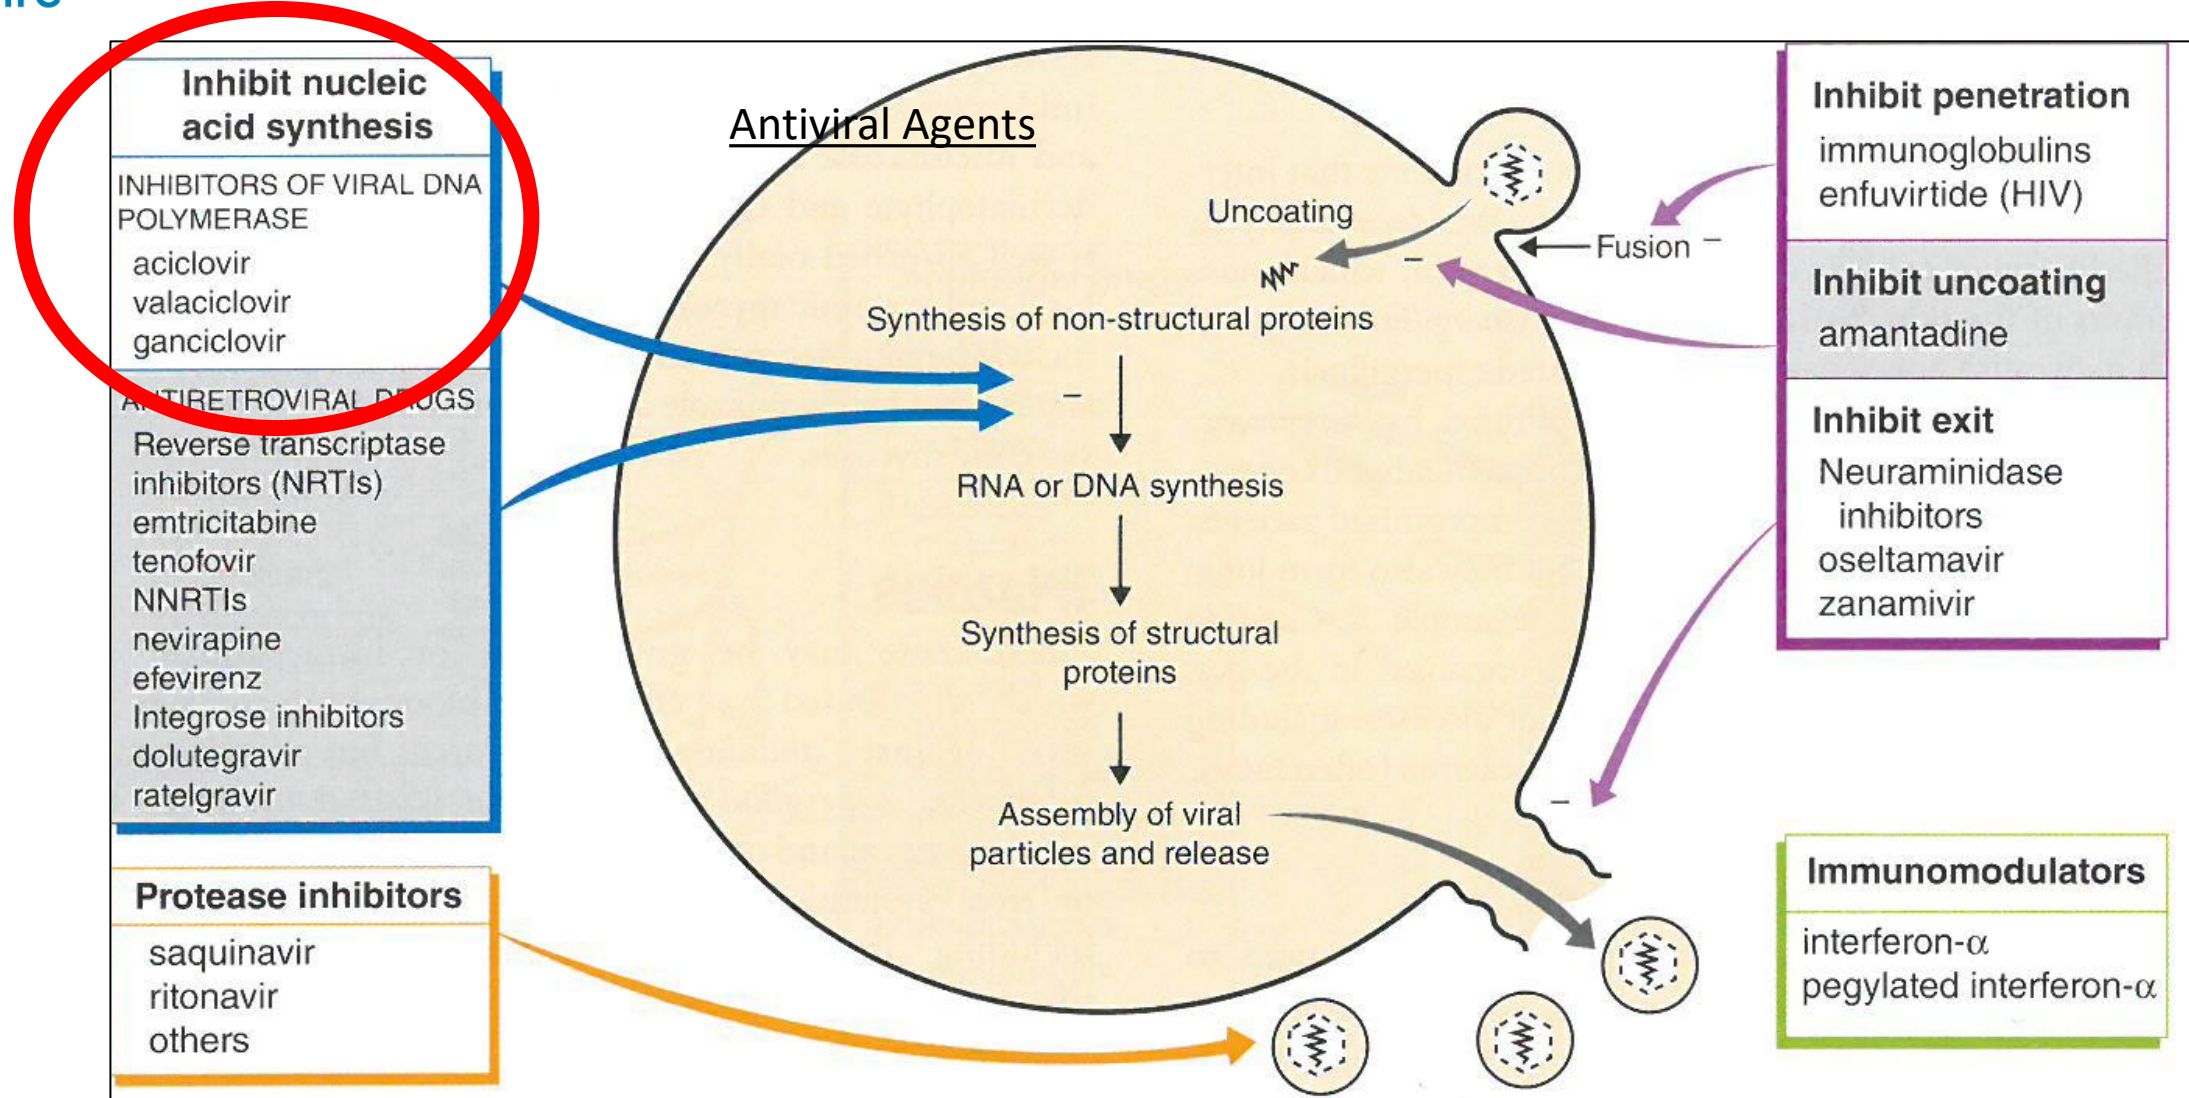 Inhibit nucleic
acid synthesis
INHIBITORS OF VIRAL DNA
POLYMERASE
aciclovir
valaciclovir
ganciclovir
ANTIRETROVIRAL DRUGS
Reverse transcriptase
inhibitors (NRTIs)
emtricitabine
tenofovir
NNRTIs
nevirapine
efevirenz
Integrose inhibitors
dolutegravir
ratelgravir
Protease inhibitors
saquinavir
ritonavir
others
Antiviral Agents
Uncoating
Fusion –
–
Synthesis of non-structural proteins
–
RNA or DNA synthesis
Synthesis of structural
proteins
Assembly of viral
particles and release
–
Inhibit penetration
immunoglobulins
enfuvirtide (HIV)
Inhibit uncoating
amantadine
Inhibit exit
Neuraminidase
inhibitors
oseltamavir
zanamivir
Immunomodulators
interferon-α
pegylated interferon-α